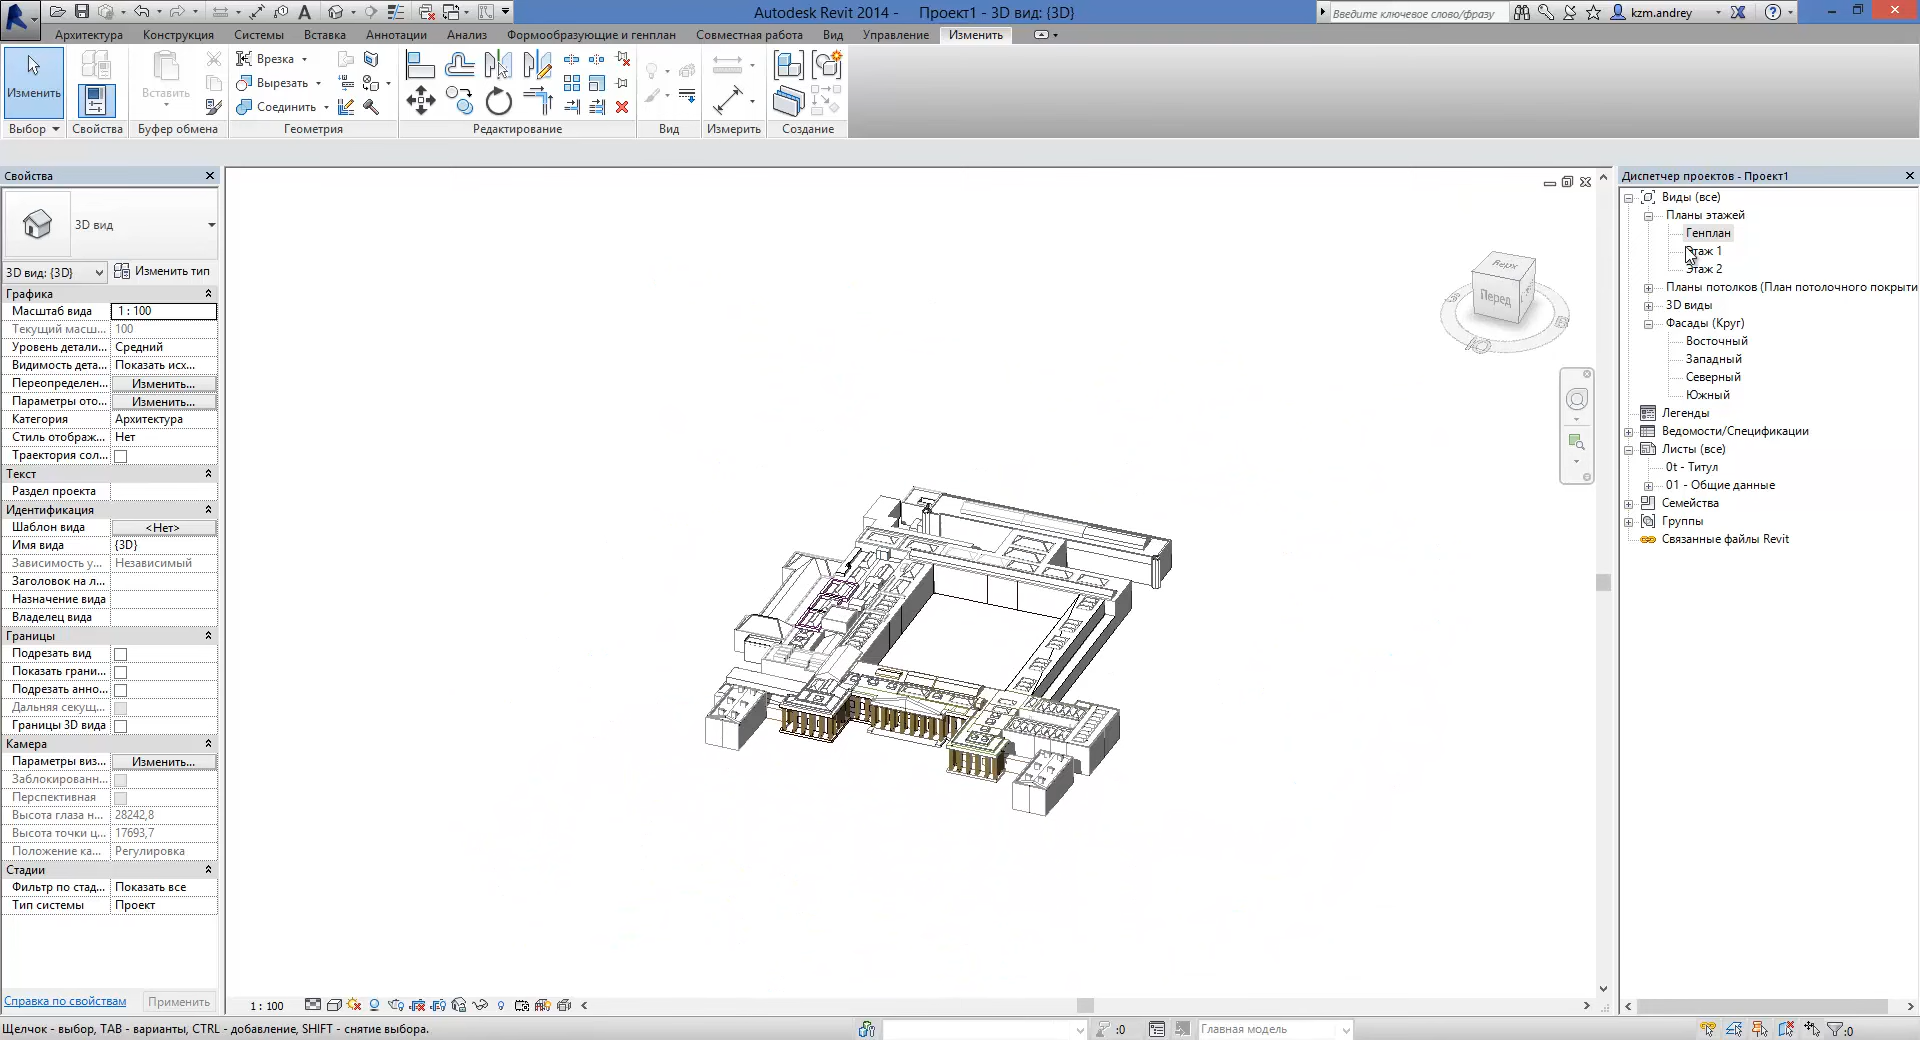 Autodesk Revit 2014 - Проект1 - 3D вид: {3D}
Введите ключевое слово/фразу
kzm.andrey
Архитектура Конструкция Системы Вставка Аннотации Анализ Формообразующие и генплан Совместная работа Вид Управление Изменить
Изменить
Вставить
Врезка
Вырезать
Соединить
Выбор Свойства Буфер обмена Геометрия Редактирование Вид Измерить Создание
Свойства
3D вид
3D вид: {3D} Изменить тип
Графика
Масштаб вида 1 : 100
Текущий масш... 100
Уровень детали... Средний
Видимость дета... Показать исх...
Переопределен... Изменить...
Параметры ото... Изменить...
Категория Архитектура
Стиль отображ... Нет
Траектория сол...
Текст
Раздел проекта
Идентификация
Шаблон вида <Нет>
Имя вида {3D}
Зависимость у... Независимый
Заголовок на л...
Назначение вида
Владелец вида
Границы
Подрезать вид
Показать грани...
Подрезать анно...
Дальняя секущ...
Границы 3D вида
Камера
Параметры виз... Изменить...
Заблокированн...
Перспективная
Высота глаза н... 28242,8
Высота точки ц... 17693,7
Положение ка... Регулировка
Стадии
Фильтр по стад... Показать все
Тип системы Проект
Справка по свойствам Применить
Верх
Перед
Ю
1 : 100
Диспетчер проектов - Проект1
Виды (все)
Планы этажей
Генплан
Этаж 1
Этаж 2
Планы потолков (План потолочного покрыти
3D виды
Фасады (Круг)
Восточный
Западный
Северный
Южный
Легенды
Ведомости/Спецификации
Листы (все)
0t - Титул
01 - Общие данные
Семейства
Группы
Связанные файлы Revit
Щелчок - выбор, TAB - варианты, CTRL - добавление, SHIFT - снятие выбора.
:0
Главная модель
:0